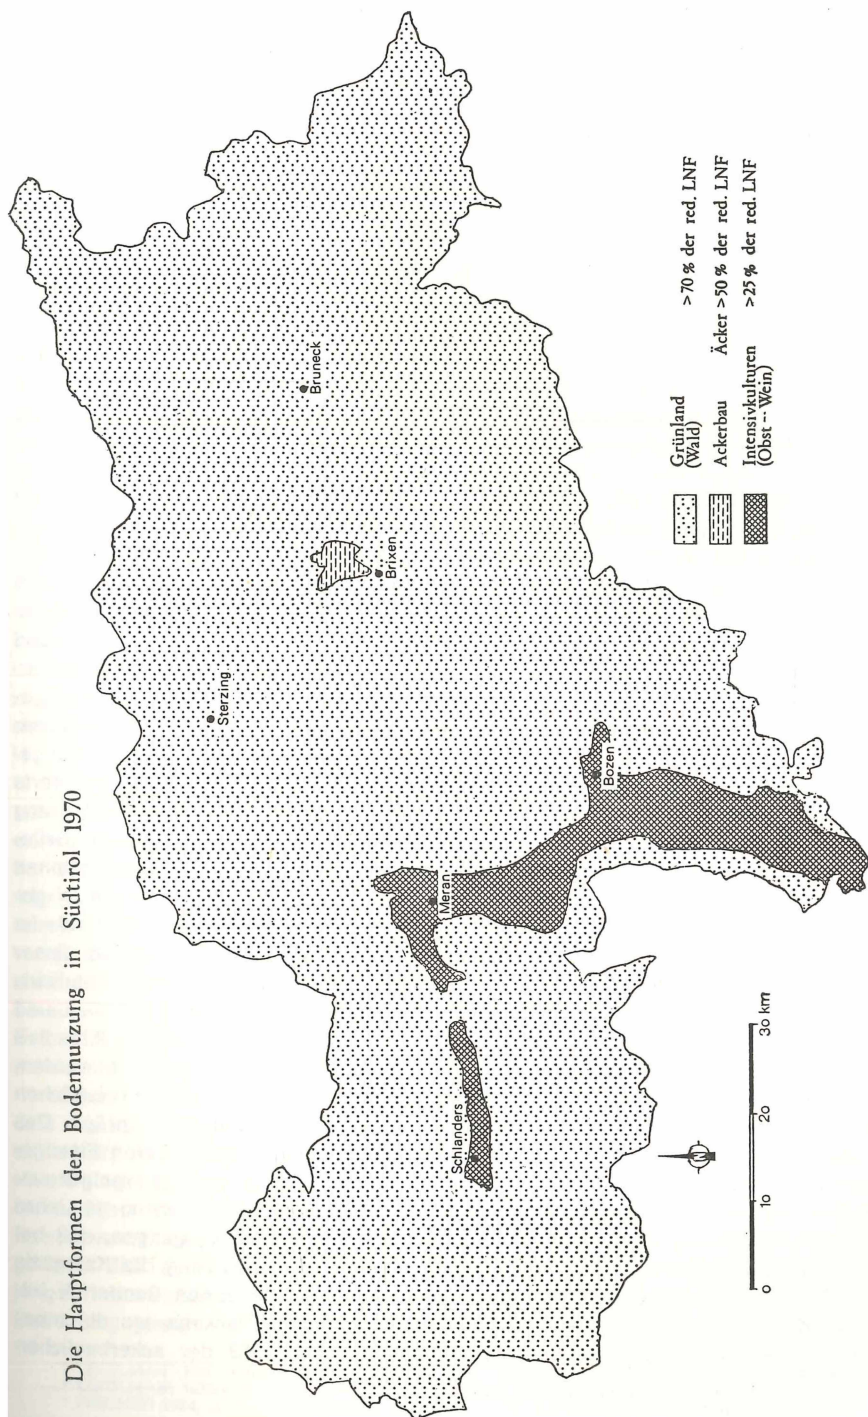 Die Hauptformen der Bodennutzung in Südtirol 1970
Sterzing
Bruneck
Brixen
Meran
Schlanders
Bozen
Grünland >70 % der red. LNF
(Wald)
Ackerbau Äcker >50 % der red. LNF
Intensivkulturen >25 % der red. LNF
(Obst -- Wein)
0 10 20 30 km
N